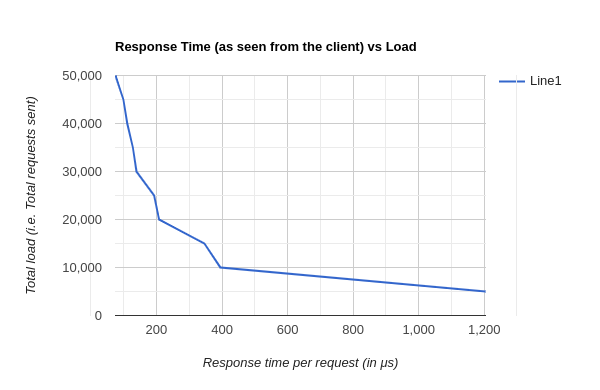 Response Time (as seen from the client) vs Load
Total load (i.e. Total requests sent)
50,000
40,000
30,000
20,000
10,000
0
200 400 600 800 1,000 1,200
Response time per request (in μs)
Line1